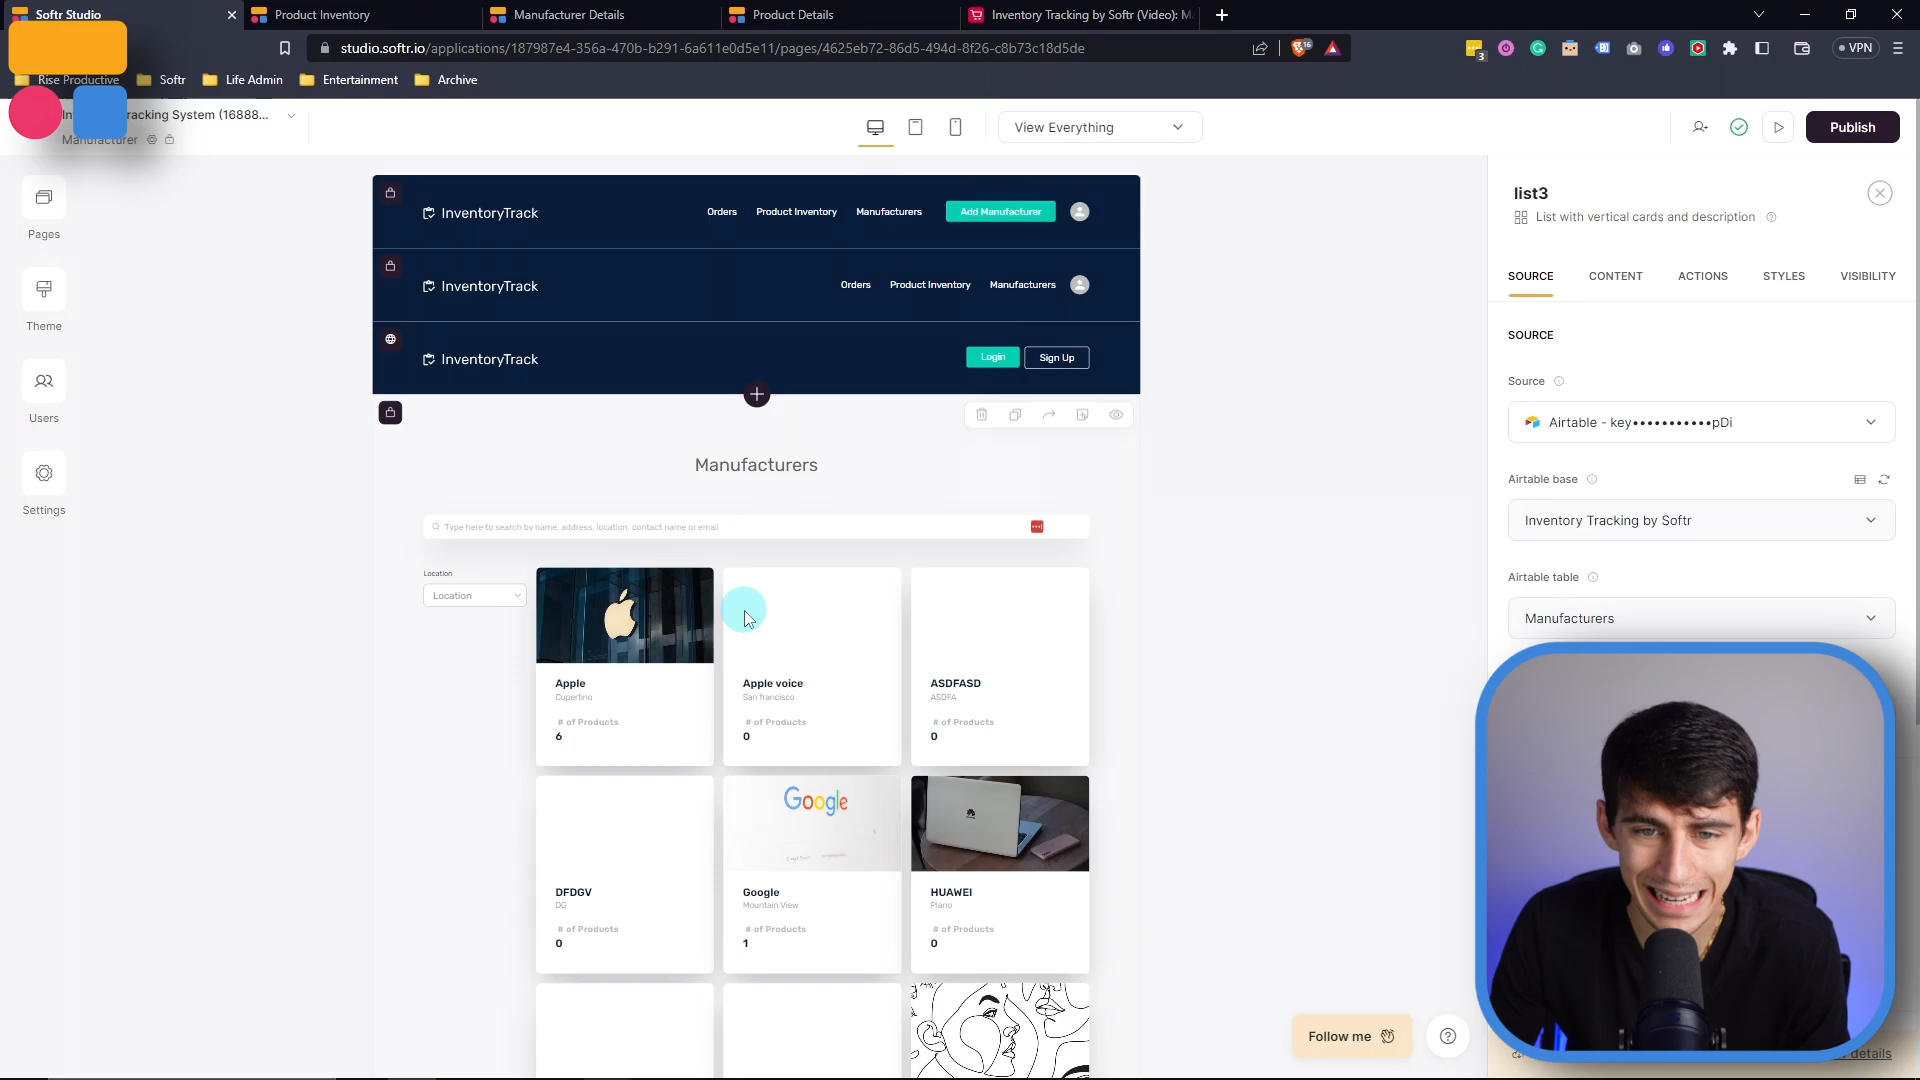 Softr Studio
Product Inventory
Manufacturer Details
Product Details
Inventory Tracking by Softr (Video): M
studio.softr.io/applications/187987e4-356a-470b-b291-6a611e0d5e11/pages/4625eb72-86d5-494d-8f26-c8b73c18d5de
16
3
VPN
Rise Productive
Softr
Life Admin
Entertainment
Archive
In
racking System (16888...
Manufacturer
View Everything
Publish
Pages
Theme
Users
Settings
InventoryTrack
Orders
Product Inventory
Manufacturers
Add Manufacturer
InventoryTrack
Orders
Product Inventory
Manufacturers
InventoryTrack
Login
Sign Up
Manufacturers
Type here to search by name, address, location, contact name or email
Location
Location
Apple
Cupertino
# of Products
6
Apple voice
San francisco
# of Products
0
ASDFASD
ASDFA
# of Products
0
DFDGV
DG
# of Products
0
Google
Google
Mountain View
# of Products
1
HUAWEI
Plano
# of Products
0
list3
List with vertical cards and description
SOURCE
CONTENT
ACTIONS
STYLES
VISIBILITY
SOURCE
Source
Airtable - key•••••••••••pDi
Airtable base
Inventory Tracking by Softr
Airtable table
Manufacturers
Follow me
details